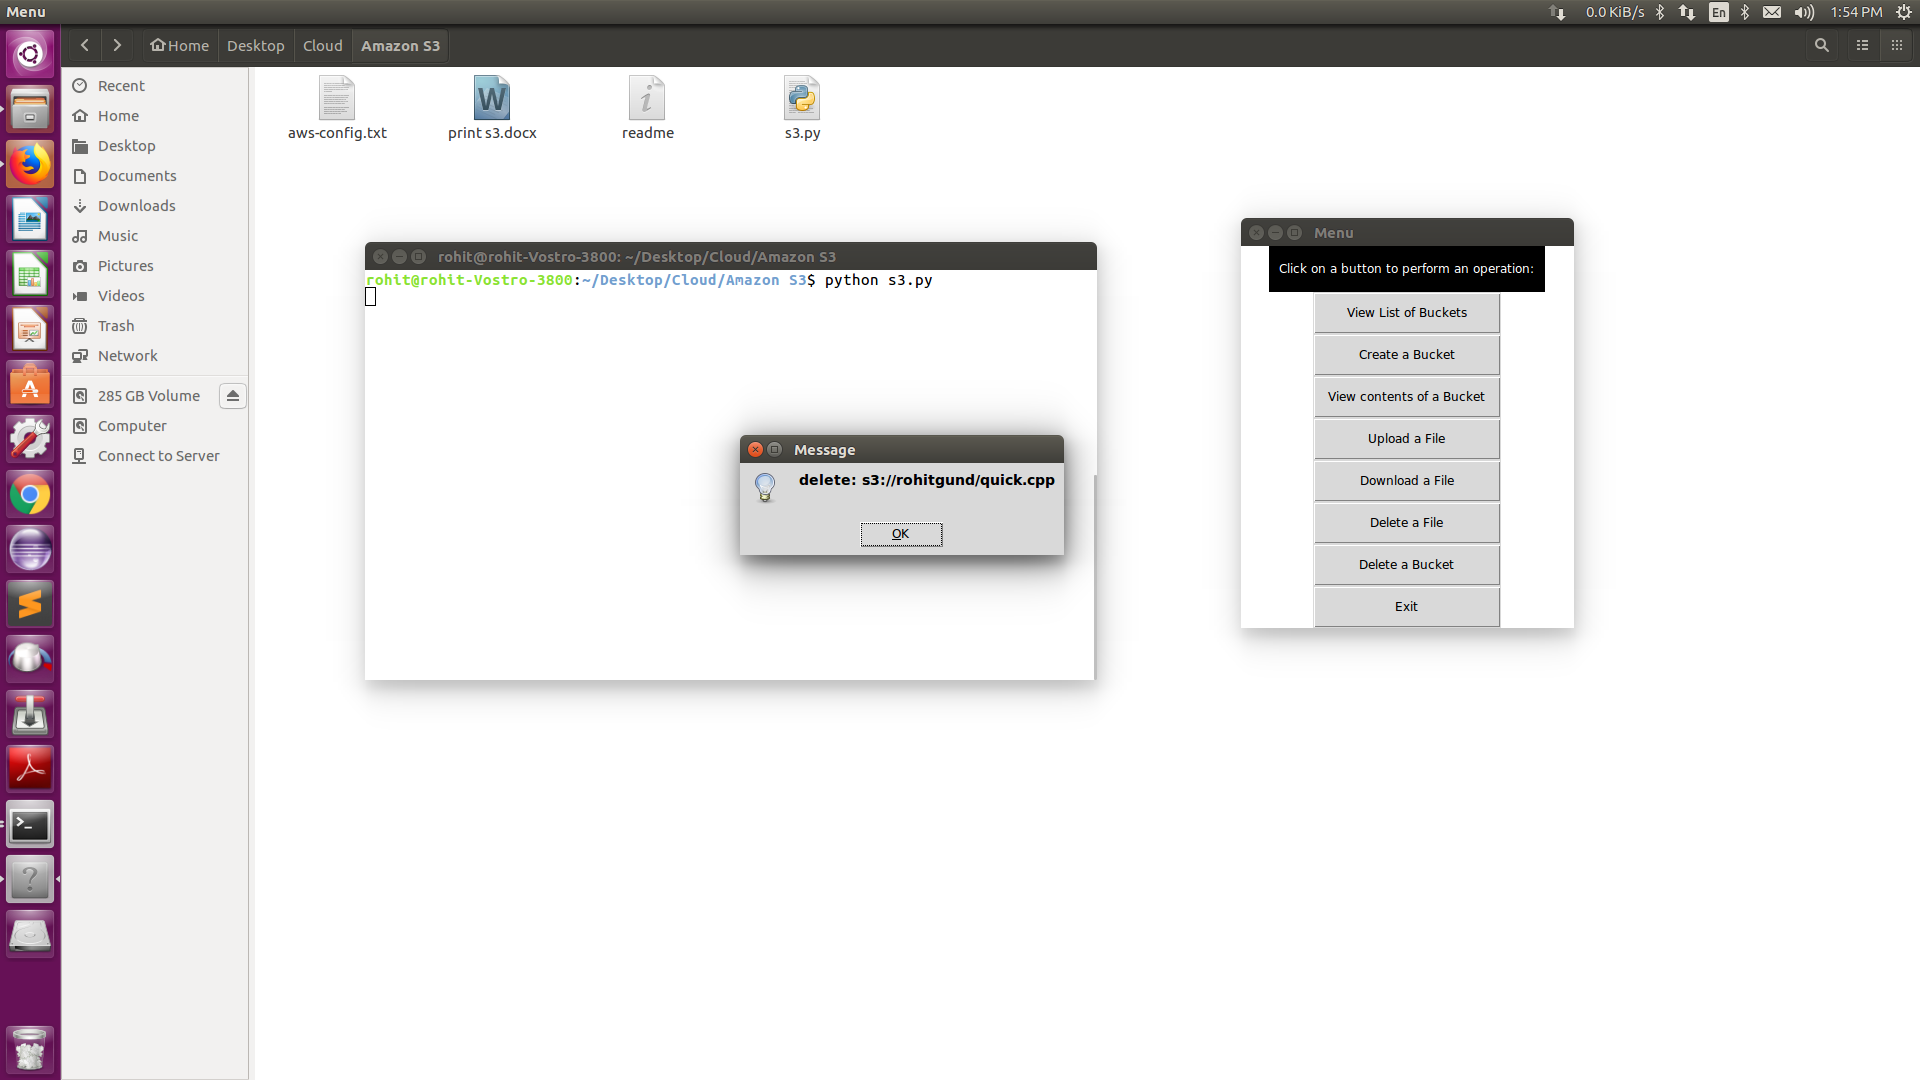 Menu
0.0 KiB/s
En
1:54 PM
Home
Desktop
Cloud
Amazon S3
Recent
Home
Desktop
Documents
Downloads
Music
Pictures
Videos
Trash
Network
285 GB Volume
Computer
Connect to Server
aws-config.txt
print s3.docx
readme
s3.py
rohit@rohit-Vostro-3800: ~/Desktop/Cloud/Amazon S3
rohit@rohit-Vostro-3800:~/Desktop/Cloud/Amazon S3$ python s3.py
Message
delete: s3://rohitgund/quick.cpp
OK
Menu
Click on a button to perform an operation:
View List of Buckets
Create a Bucket
View contents of a Bucket
Upload a File
Download a File
Delete a File
Delete a Bucket
Exit